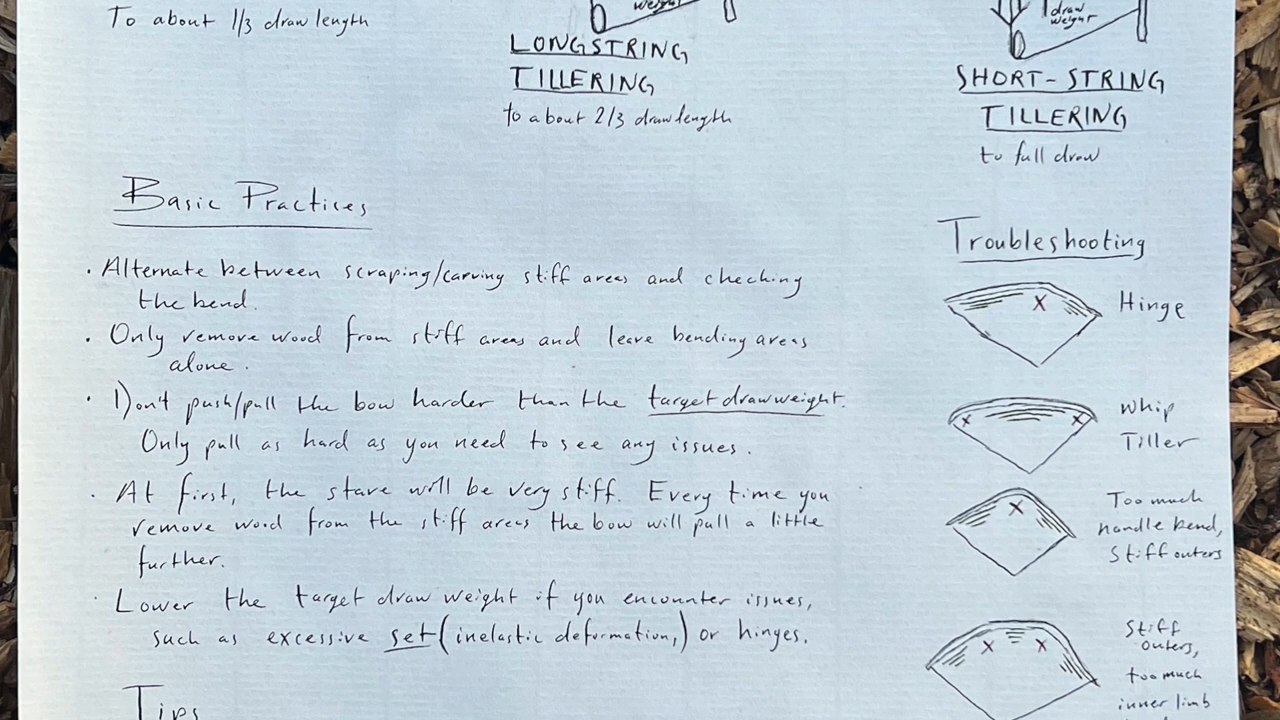 To about 1/3 draw length
weight
LONGSTRING
TILLERING
to about 2/3 drawlength
draw
weight
SHORT-STRING
TILLERING
to full draw
Basic Practices
· Alternate between scraping/carving stiff areas and checking
the bend.
· Only remove wood from stiff areas and leave bending areas
alone.
· Don't push/pull the bow harder than the target drawweight.
Only pull as hard as you need to see any issues.
· At first, the stave will be very stiff. Every time you
remove wood from the stiff areas the bow will pull a little
further.
· Lower the target draw weight if you encounter issues,
such as excessive set (inelastic deformation,) or hinges.
Tips
Troubleshooting
X
Hinge
x x
Whip
Tiller
X
Too much
handle bend,
Stiff outers
x x
Stiff
outers,
too much
inner limb